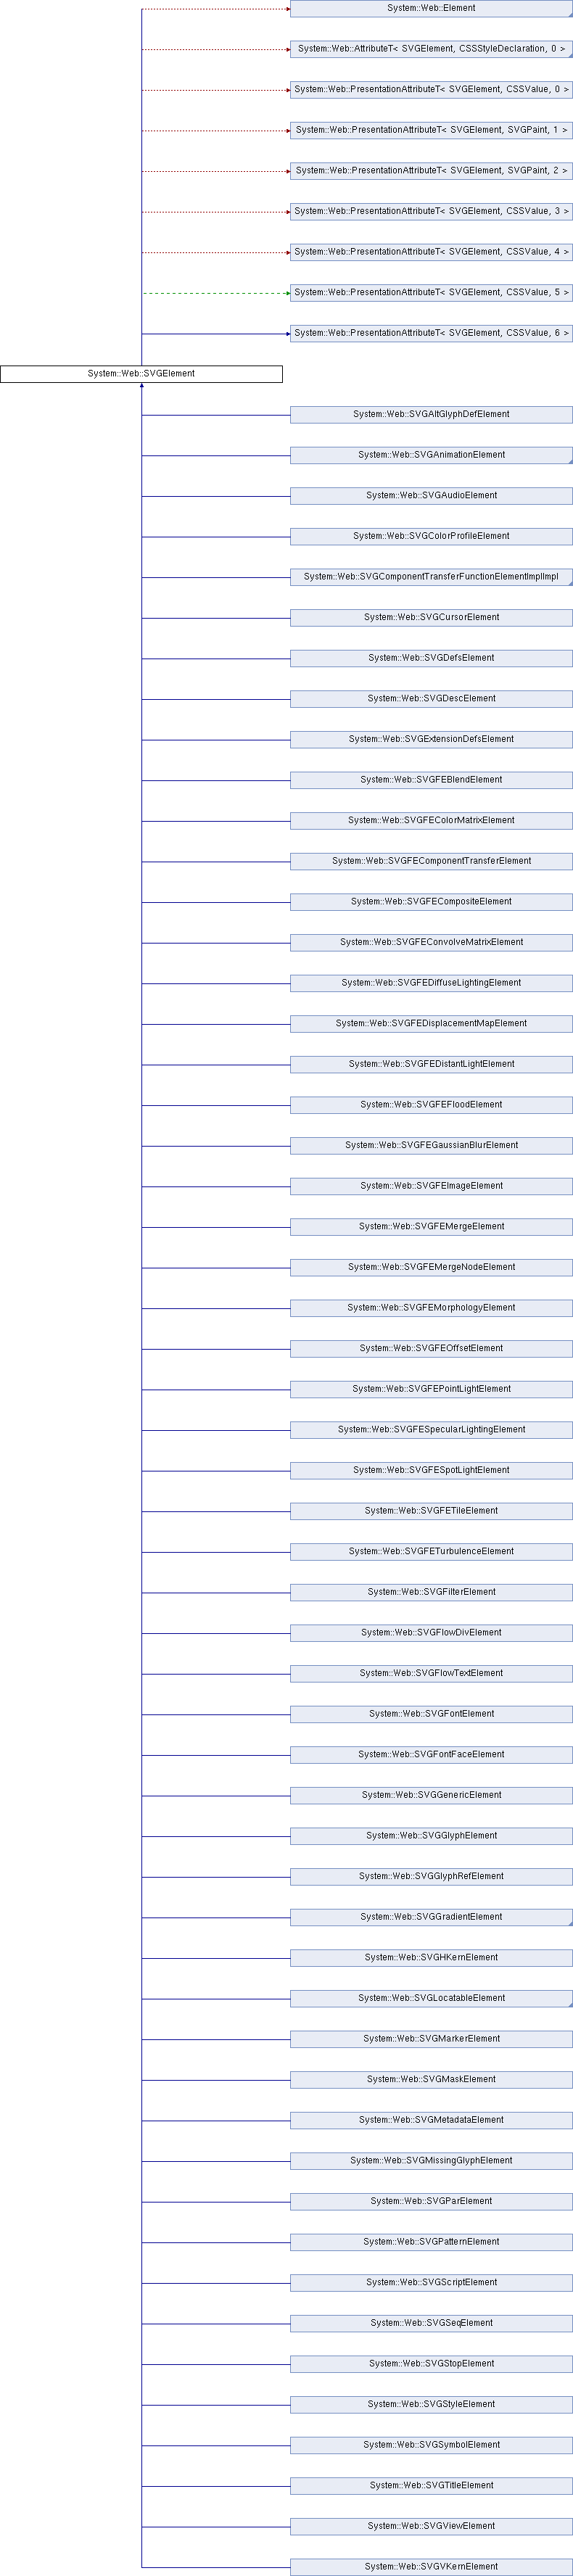 System::Web::Element
System::Web::AttributeT< SVGElement, CSSStyleDeclaration, 0 >
System::Web::PresentationAttributeT< SVGElement, CSSValue, 0 >
System::Web::PresentationAttributeT< SVGElement, SVGPaint, 1 >
System::Web::PresentationAttributeT< SVGElement, SVGPaint, 2 >
System::Web::PresentationAttributeT< SVGElement, CSSValue, 3 >
System::Web::PresentationAttributeT< SVGElement, CSSValue, 4 >
System::Web::PresentationAttributeT< SVGElement, CSSValue, 5 >
System::Web::PresentationAttributeT< SVGElement, CSSValue, 6 >
System::Web::SVGElement
System::Web::SVGAltGlyphDefElement
System::Web::SVGAnimationElement
System::Web::SVGAudioElement
System::Web::SVGColorProfileElement
System::Web::SVGComponentTransferFunctionElementImplImpl
System::Web::SVGCursorElement
System::Web::SVGDefsElement
System::Web::SVGDescElement
System::Web::SVGExtensionDefsElement
System::Web::SVGFEBlendElement
System::Web::SVGFEColorMatrixElement
System::Web::SVGFEComponentTransferElement
System::Web::SVGFECompositeElement
System::Web::SVGFEConvolveMatrixElement
System::Web::SVGFEDiffuseLightingElement
System::Web::SVGFEDisplacementMapElement
System::Web::SVGFEDistantLightElement
System::Web::SVGFEFloodElement
System::Web::SVGFEGaussianBlurElement
System::Web::SVGFEImageElement
System::Web::SVGFEMergeElement
System::Web::SVGFEMergeNodeElement
System::Web::SVGFEMorphologyElement
System::Web::SVGFEOffsetElement
System::Web::SVGFEPointLightElement
System::Web::SVGFESpecularLightingElement
System::Web::SVGFESpotLightElement
System::Web::SVGFETileElement
System::Web::SVGFETurbulenceElement
System::Web::SVGFilterElement
System::Web::SVGFlowDivElement
System::Web::SVGFlowTextElement
System::Web::SVGFontElement
System::Web::SVGFontFaceElement
System::Web::SVGGenericElement
System::Web::SVGGlyphElement
System::Web::SVGGlyphRefElement
System::Web::SVGGradientElement
System::Web::SVGHKernElement
System::Web::SVGLocatableElement
System::Web::SVGMarkerElement
System::Web::SVGMaskElement
System::Web::SVGMetadataElement
System::Web::SVGMissingGlyphElement
System::Web::SVGParElement
System::Web::SVGPatternElement
System::Web::SVGScriptElement
System::Web::SVGSeqElement
System::Web::SVGStopElement
System::Web::SVGStyleElement
System::Web::SVGSymbolElement
System::Web::SVGTitleElement
System::Web::SVGViewElement
System::Web::SVGVKernElement